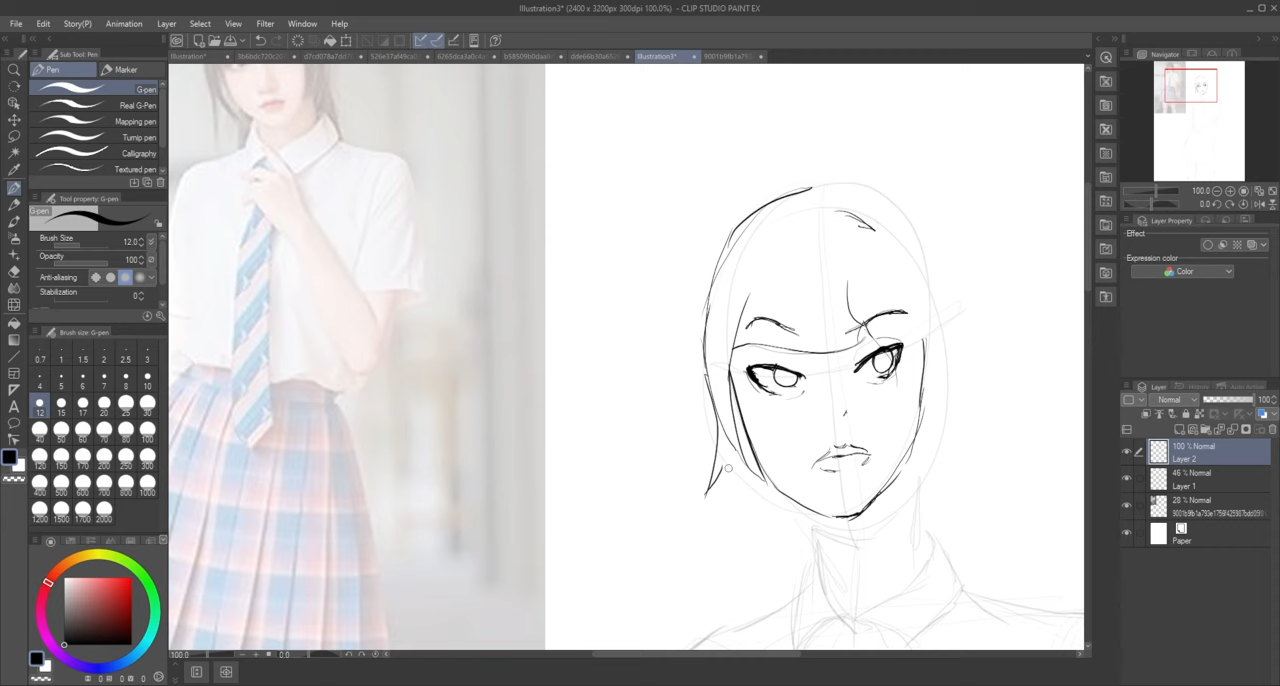 Illustration3* (2400 x 3200px 300dpi 100.0%) - CLIP STUDIO PAINT EX
File Edit Story(P) Animation Layer Select View Filter Window Help
Sub Tool: Pen
Navigator
Illustration*
Illustration3*
Pen Marker
G-pen
Real G-Pen
Mapping pen
Turnip pen
Calligraphy
Textured pen
Tool property: G-pen
G-pen
Brush Size 12.0
Opacity 100
Anti-aliasing
Stabilization 0
Brush size: G-pen
0.7 1 1.5 2 2.5 3
4 5 6 7 8 10
12 15 17 20 25 30
40 50 60 70 80 100
120 150 170 200 250 300
400 500 600 700 800 1000
1200 1500 1700 2000
0 0 0
100.0
0.0
100.0
0.0
Layer Property
Effect
Expression color
Color
Layer History Auto Action
Normal 100
100 % Normal
Layer 2
46 % Normal
Layer 1
28 % Normal
Paper